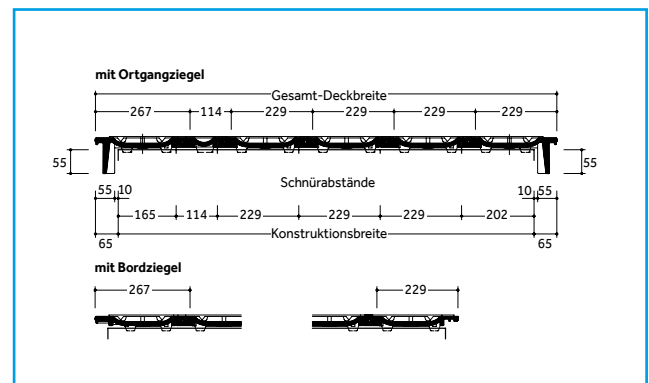 mit Ortgangziegel
Gesamt-Deckbreite
267 114 229 229 229 229
55 55
Schnürabstände
55 10 10 55
165 114 229 229 229 202
Konstruktionsbreite
65 65
mit Bordziegel
267 229